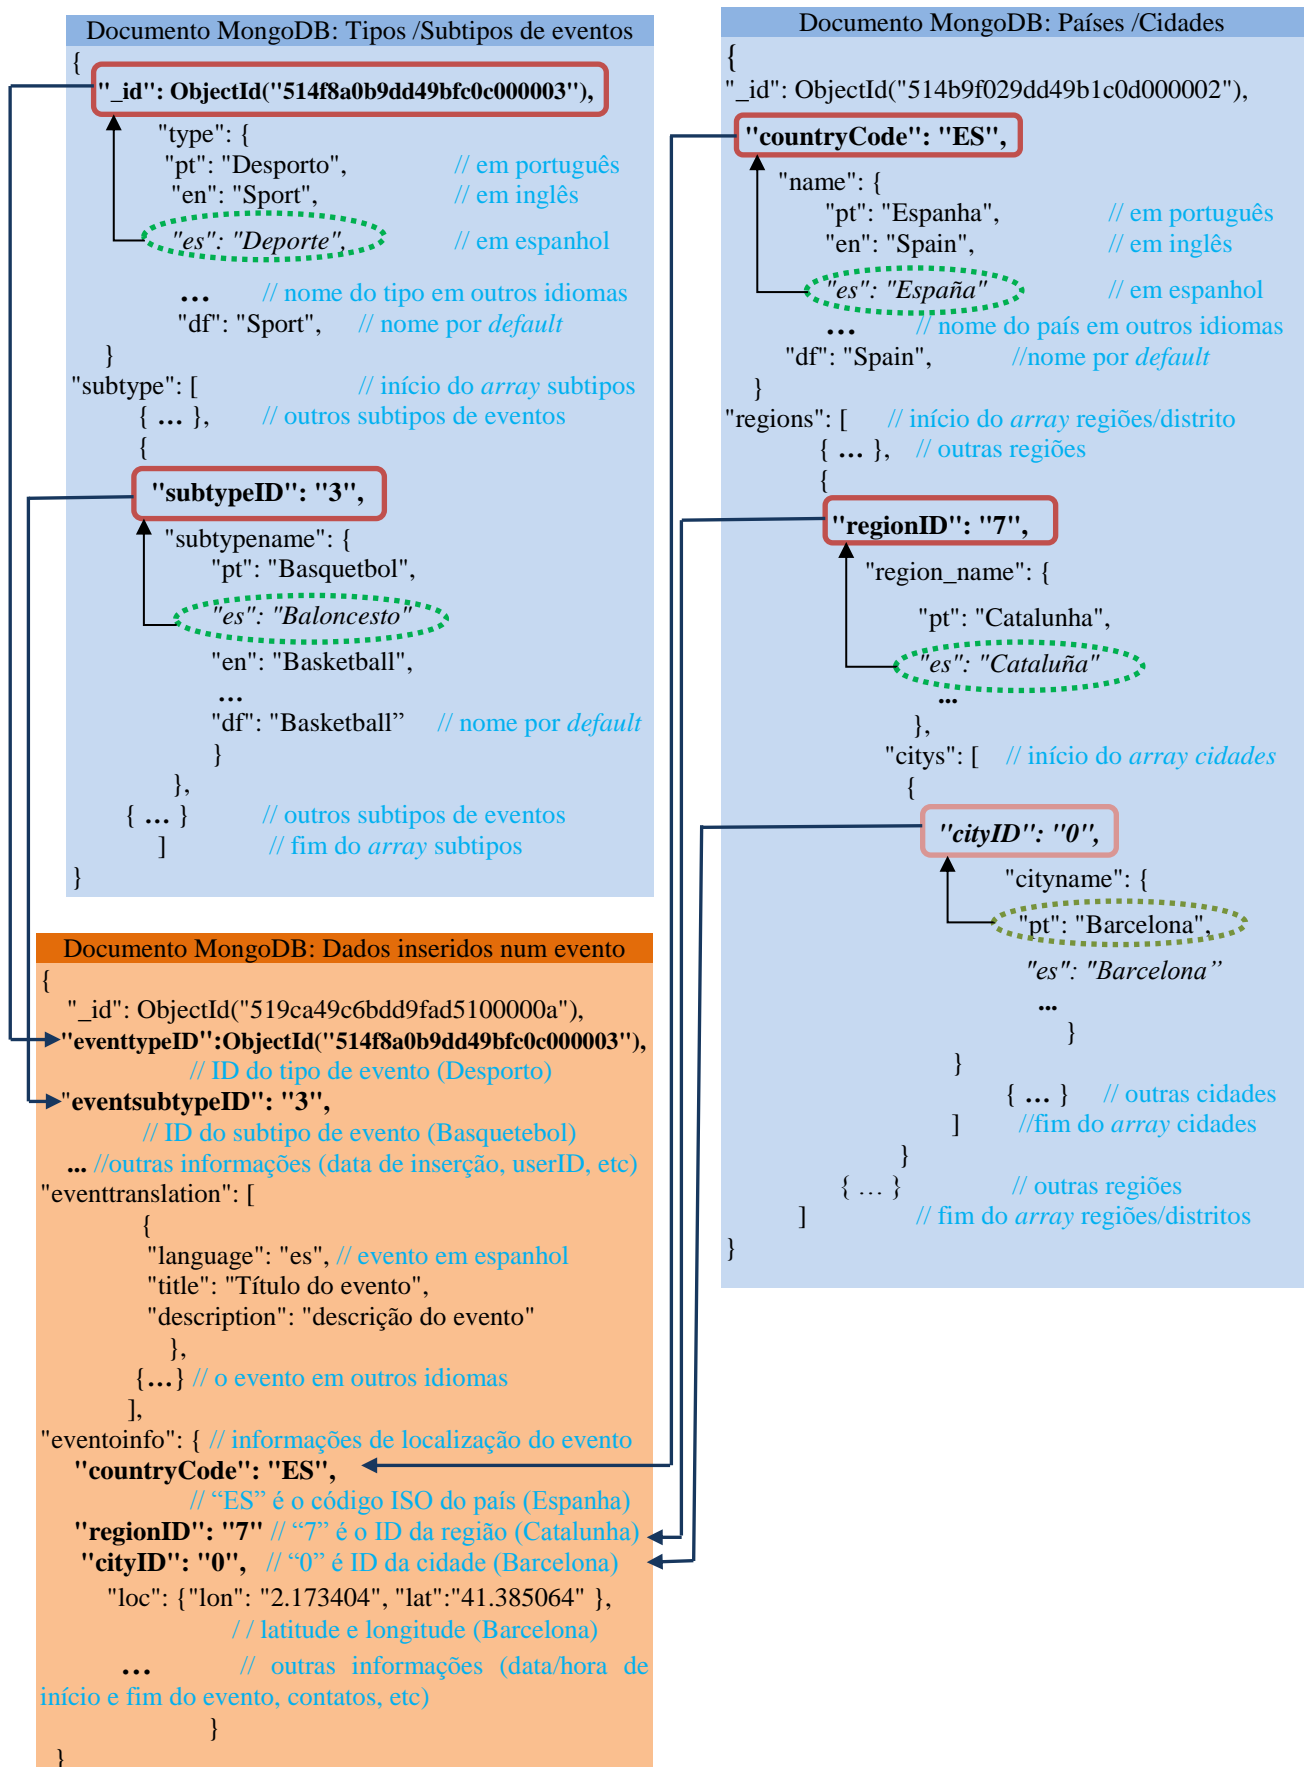 Documento MongoDB: Tipos /Subtipos de eventos
{
"_id": ObjectId("514f8a0b9dd49bfc0c000003"),
"type": {
"pt": "Desporto", // em português
"en": "Sport", // em inglês
"es": "Deporte", // em espanhol
... // nome do tipo em outros idiomas
"df": "Sport", // nome por default
}
"subtype": [ // início do array subtipos
{ ... }, // outros subtipos de eventos
{
"subtypeID": "3",
"subtypename": {
"pt": "Basquetbol",
"es": "Baloncesto"
"en": "Basketball",
...
"df": "Basketball” // nome por default
}
},
{ ... } // outros subtipos de eventos
] // fim do array subtipos
}
Documento MongoDB: Países /Cidades
{
"_id": ObjectId("514b9f029dd49b1c0d000002"),
"countryCode": "ES",
"name": {
"pt": "Espanha", // em português
"en": "Spain", // em inglês
"es": "España" // em espanhol
... // nome do país em outros idiomas
"df": "Spain", //nome por default
}
"regions": [ // início do array regiões/distrito
{ ... }, // outras regiões
{
"regionID": "7",
"region_name": {
"pt": "Catalunha",
"es": "Cataluña"
...
},
"citys": [ // início do array cidades
{
"cityID": "0",
"cityname": {
"pt": "Barcelona",
"es": "Barcelona”
...
}
}
{ ... } // outras cidades
] //fim do array cidades
}
{ ... } // outras regiões
] // fim do array regiões/distritos
}
Documento MongoDB: Dados inseridos num evento
{
"_id": ObjectId("519ca49c6bdd9fad5100000a"),
"eventtypeID":ObjectId("514f8a0b9dd49bfc0c000003"),
// ID do tipo de evento (Desporto)
"eventsubtypeID": "3",
// ID do subtipo de evento (Basquetebol)
... //outras informações (data de inserção, userID, etc)
"eventtranslation": [
{
"language": "es", // evento em espanhol
"title": "Título do evento",
"description": "descrição do evento"
},
{...} // o evento em outros idiomas
],
"eventoinfo": { // informações de localização do evento
"countryCode": "ES",
// “ES” é o código ISO do país (Espanha)
"regionID": "7" // “7” é o ID da região (Catalunha)
"cityID": "0", // “0” é ID da cidade (Barcelona)
"loc": {"lon": "2.173404", "lat":"41.385064" },
/ / latitude e longitude (Barcelona)
... // outras informações (data/hora de
início e fim do evento, contatos, etc)
}
}